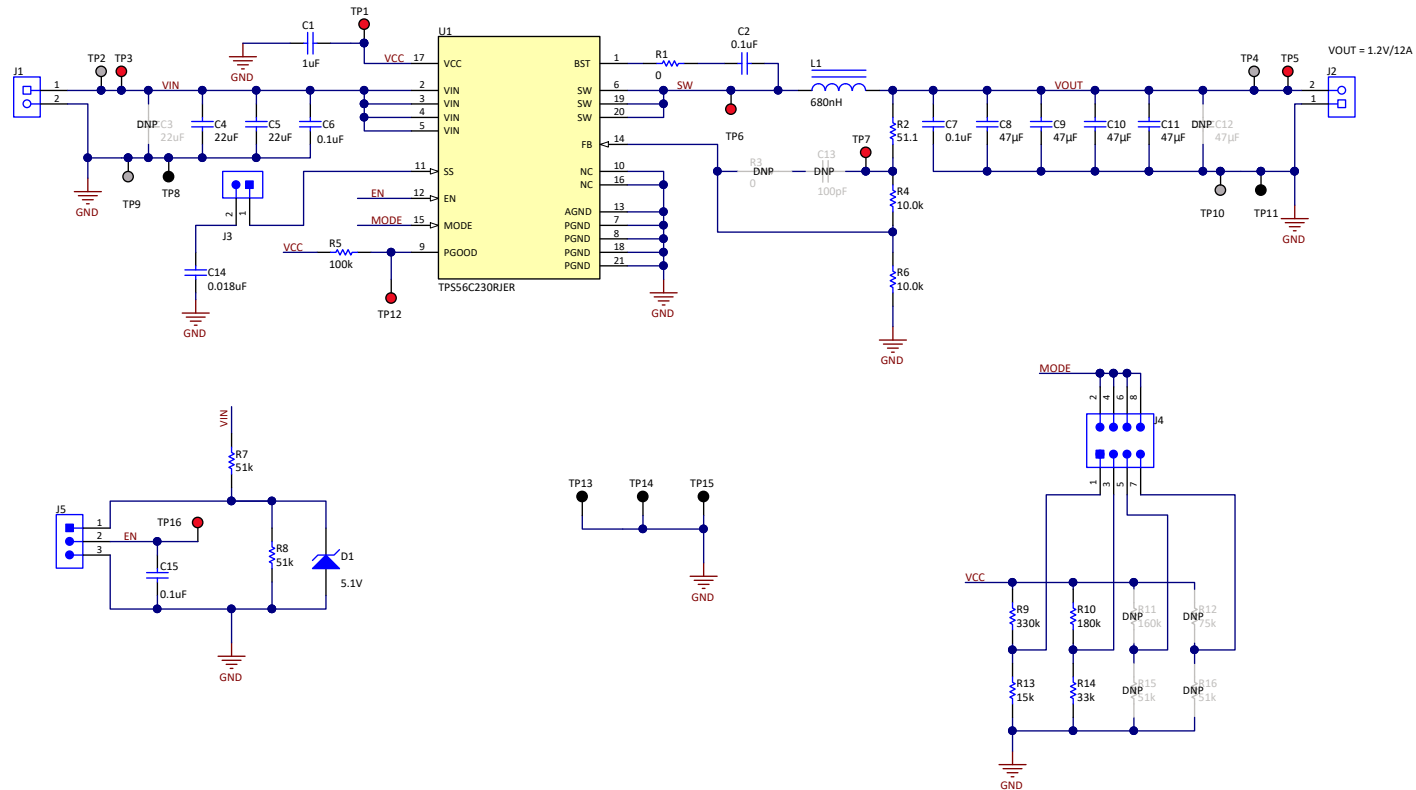 TP1
C1
1uF
GND
VCC
17
U1
VCC
BST
1
R1
0
C2
0.1uF
L1
680nH
TP4
TP5
VOUT = 1.2V/12A
J1
1
2
TP2
TP3
VIN
2
3
4
5
VIN
VIN
VIN
VIN
SW
SW
SW
6
19
20
SW
TP6
VOUT
J2
2
1
DNP
C3
22uF
C4
22uF
C5
22uF
C6
0.1uF
FB
14
TP7
R2
51.1
C7
0.1uF
C8
47µF
C9
47µF
C10
47µF
C11
47µF
DNP
C12
47µF
GND
TP9
TP8
11
SS
NC
10
NC
16
R3
DNP
0
C13
DNP
100pF
R4
10.0k
TP10
TP11
GND
EN
12
EN
MODE
15
MODE
AGND
13
PGND
7
PGND
8
PGND
18
PGND
21
2
1
J3
VCC
R5
100k
9
PGOOD
TPS56C230RJER
C14
0.018uF
GND
TP12
GND
R6
10.0k
GND
VIN
R7
51k
J5
1
2
3
EN
TP16
C15
0.1uF
R8
51k
D1
5.1V
GND
TP13
TP14
TP15
GND
MODE
2
4
6
8
J4
1
3
5
7
VCC
R9
330k
R10
180k
R11
DNP
160k
R12
DNP
75k
R13
15k
R14
33k
R15
DNP
51k
R16
DNP
51k
GND